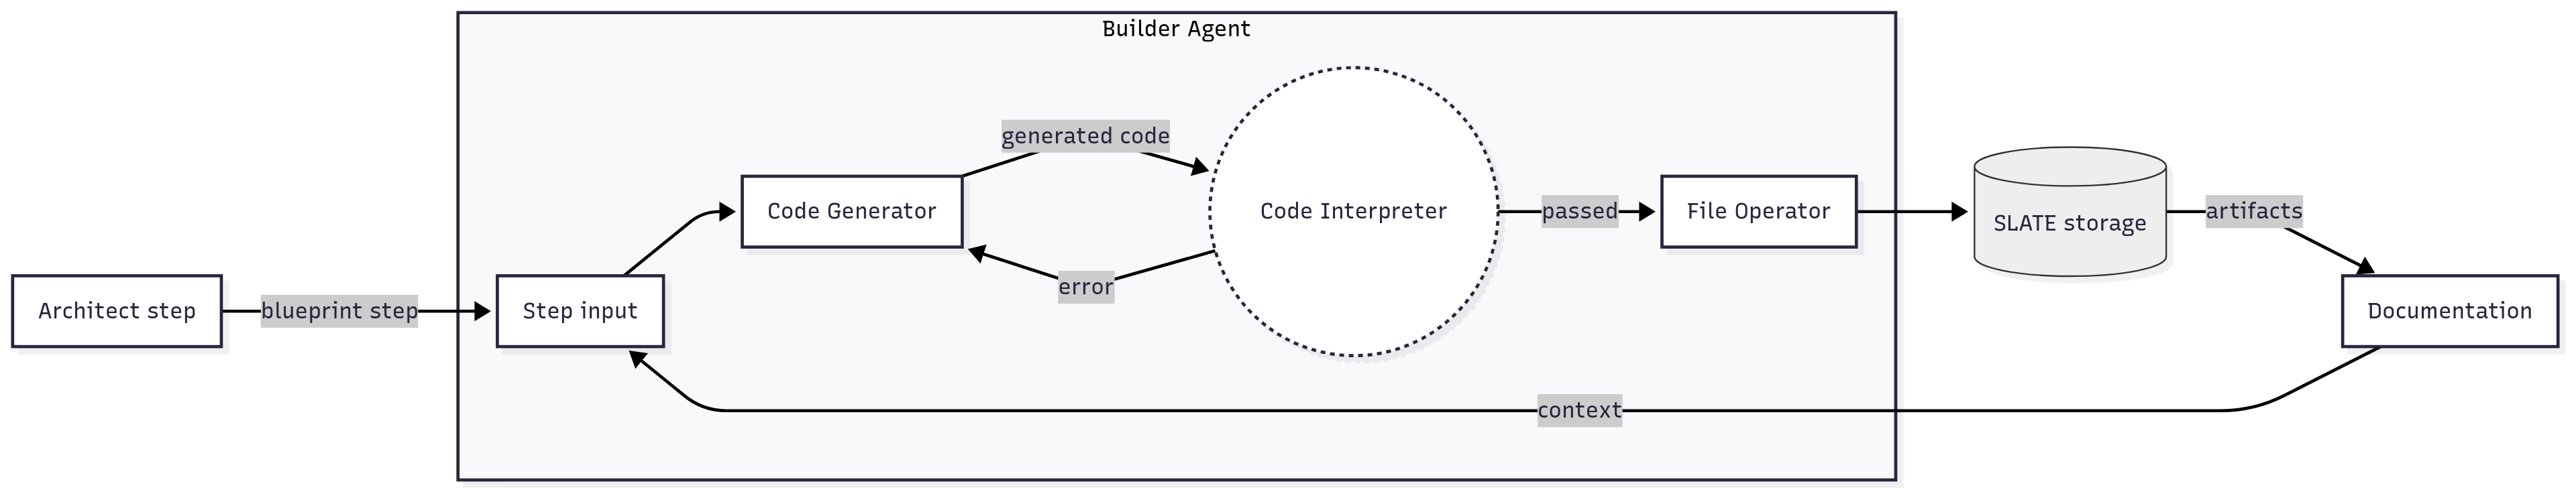 Builder Agent
generated code
Code Generator
Code Interpreter
passed
File Operator
SLATE storage
artifacts
error
Architect step
blueprint step
Step input
Documentation
context